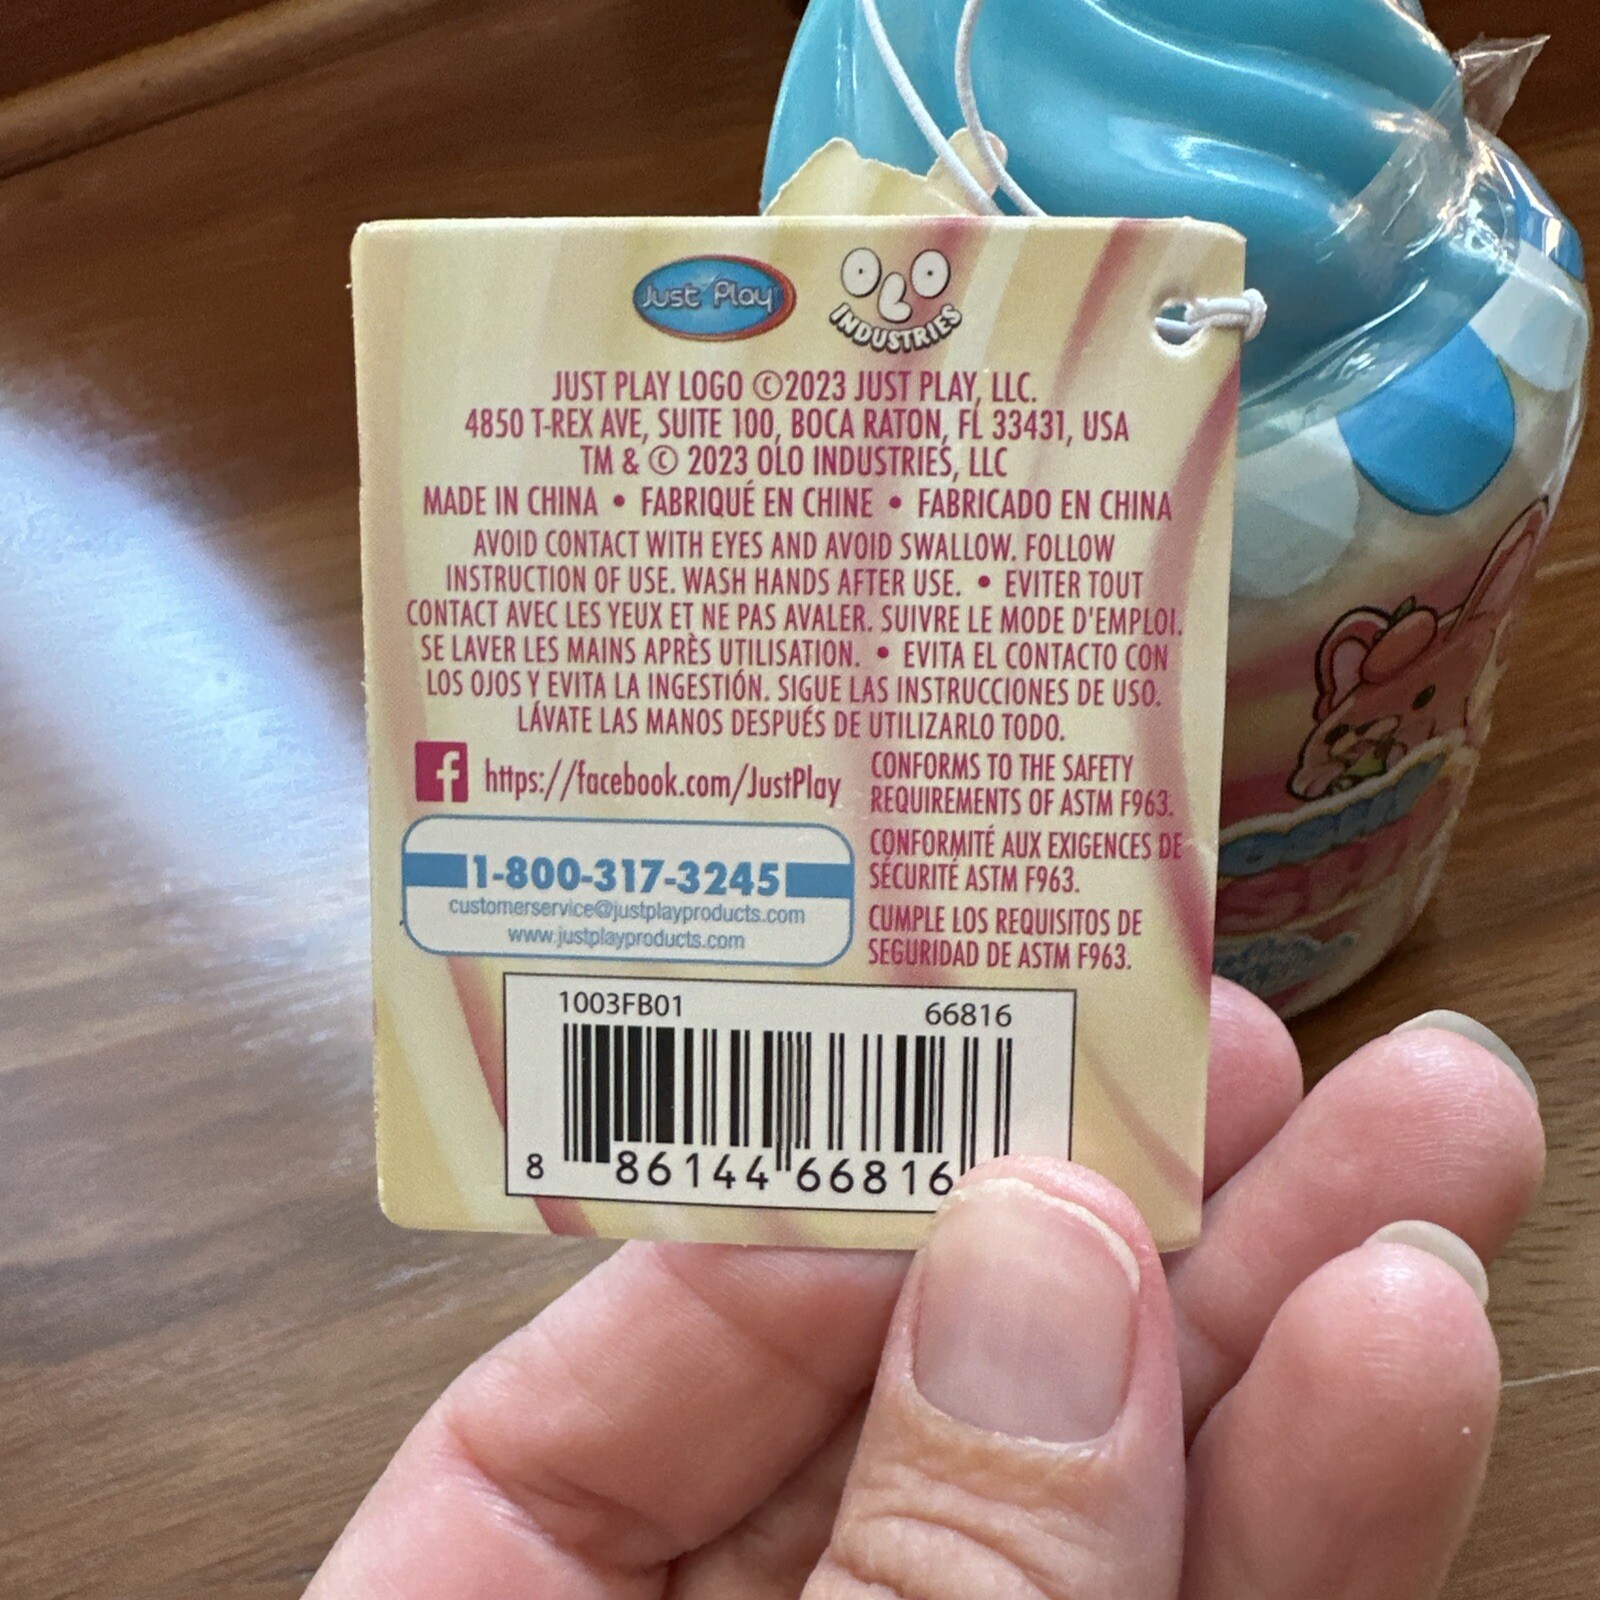 Just Play
OLO
INDUSTRIES
JUST PLAY LOGO ©2023 JUST PLAY, LLC.
4850 T-REX AVE, SUITE 100, BOCA RATON, FL 33431, USA
TM & © 2023 OLO INDUSTRIES, LLC
MADE IN CHINA • FABRIQUÉ EN CHINE • FABRICADO EN CHINA
AVOID CONTACT WITH EYES AND AVOID SWALLOW. FOLLOW
INSTRUCTION OF USE. WASH HANDS AFTER USE. • EVITER TOUT
CONTACT AVEC LES YEUX ET NE PAS AVALER. SUIVRE LE MODE D'EMPLOI.
SE LAVER LES MAINS APRÈS UTILISATION. • EVITA EL CONTACTO CON
LOS OJOS Y EVITA LA INGESTIÓN. SIGUE LAS INSTRUCCIONES DE USO.
LÁVATE LAS MANOS DESPUÉS DE UTILIZARLO TODO.
f https://facebook.com/JustPlay
1-800-317-3245
customerservice@justplayproducts.com
www.justplayproducts.com
CONFORMS TO THE SAFETY
REQUIREMENTS OF ASTM F963.
CONFORMITÉ AUX EXIGENCES DE
SÉCURITÉ ASTM F963.
CUMPLE LOS REQUISITOS DE
SEGURIDAD DE ASTM F963.
1003FB01 66816
8 86144 66816